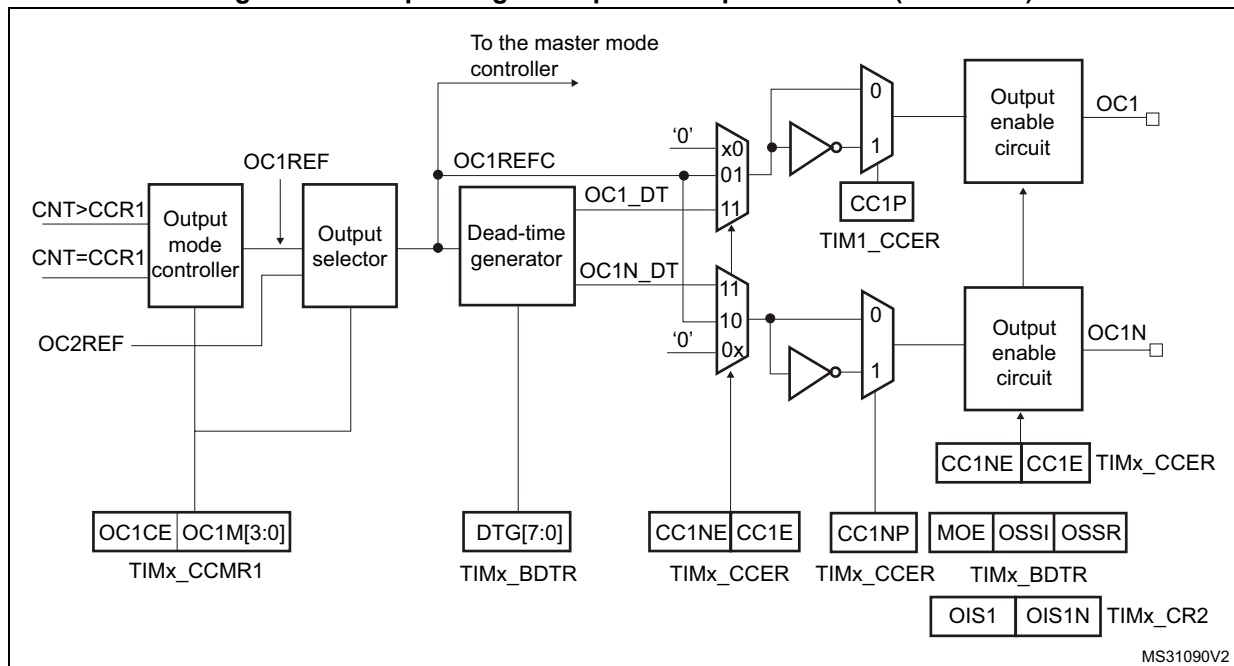 To the master mode
controller
OC1REF
OC1REFC
CNT>CCR1
CNT=CCR1
Output
mode
controller
Output
selector
OC2REF
Dead-time
generator
OC1_DT
OC1N_DT
'0'
x0
01
11
11
10
'0'
0x
0
1
CC1P
TIM1_CCER
0
1
Output
enable
circuit
OC1
Output
enable
circuit
OC1N
CC1NE CC1E TIMx_CCER
OC1CE OC1M[3:0]
TIMx_CCMR1
DTG[7:0]
TIMx_BDTR
CC1NE CC1E
TIMx_CCER
CC1NP
TIMx_CCER
MOE OSSI OSSR
TIMx_BDTR
OIS1 OIS1N TIMx_CR2
MS31090V2